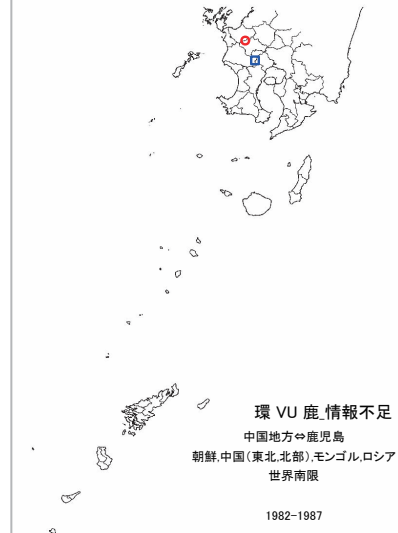 環 VU 鹿_情報不足
中国地方⇔鹿児島
朝鮮,中国(東北,北部),モンゴル,ロシア
世界南限
1982-1987